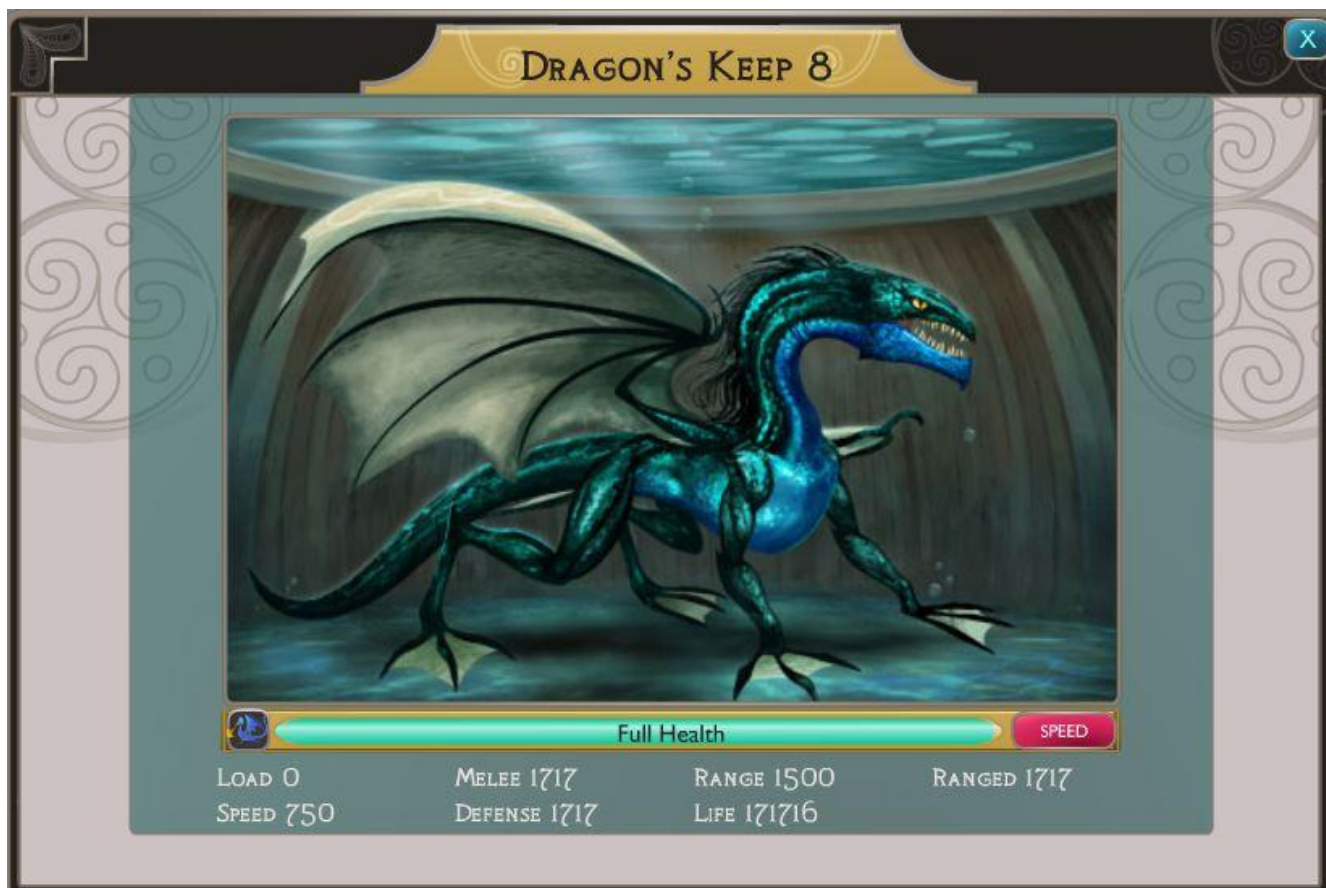 Dragon's Keep 8
X
Full Health
SPEED
Load 0 Melee 1717 Range 1500 Ranged 1717
Speed 750 Defense 1717 Life 171716